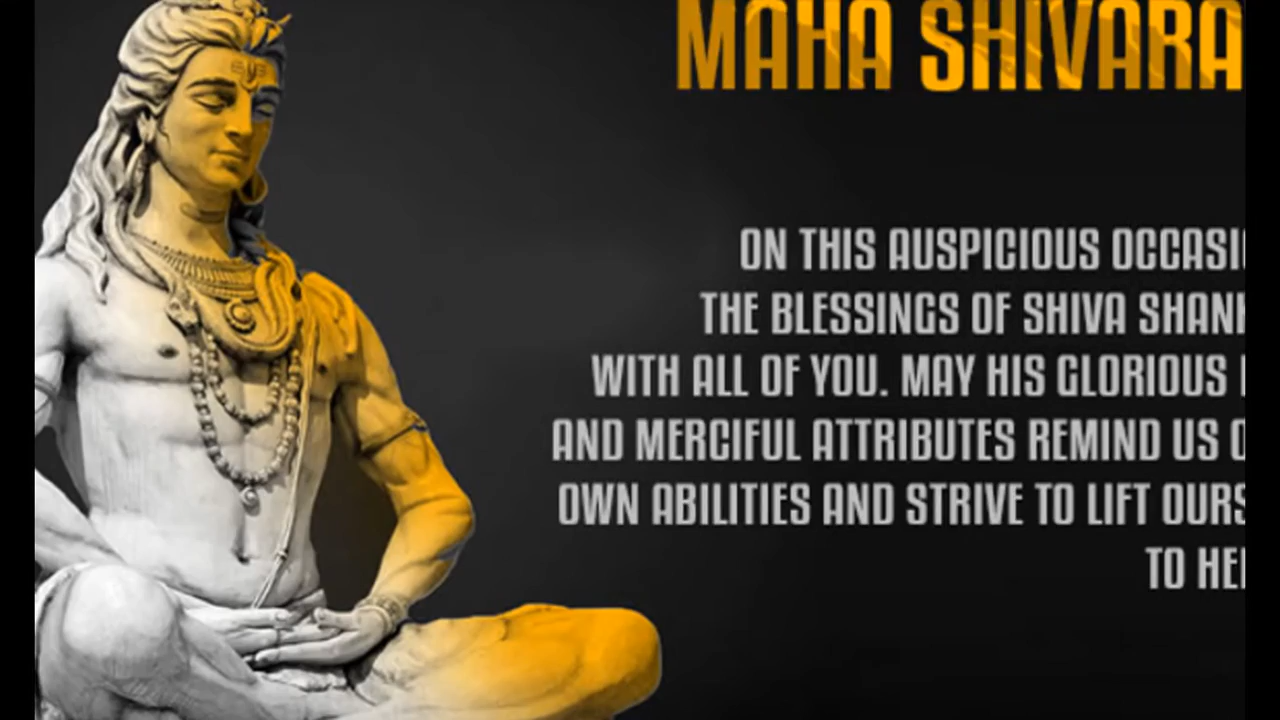 MAHA SHIVARA
ON THIS AUSPICIOUS OCCASI
THE BLESSINGS OF SHIVA SHAN
WITH ALL OF YOU. MAY HIS GLORIOUS
AND MERCIFUL ATTRIBUTES REMIND US
OWN ABILITIES AND STRIVE TO LIFT OURS
TO HE